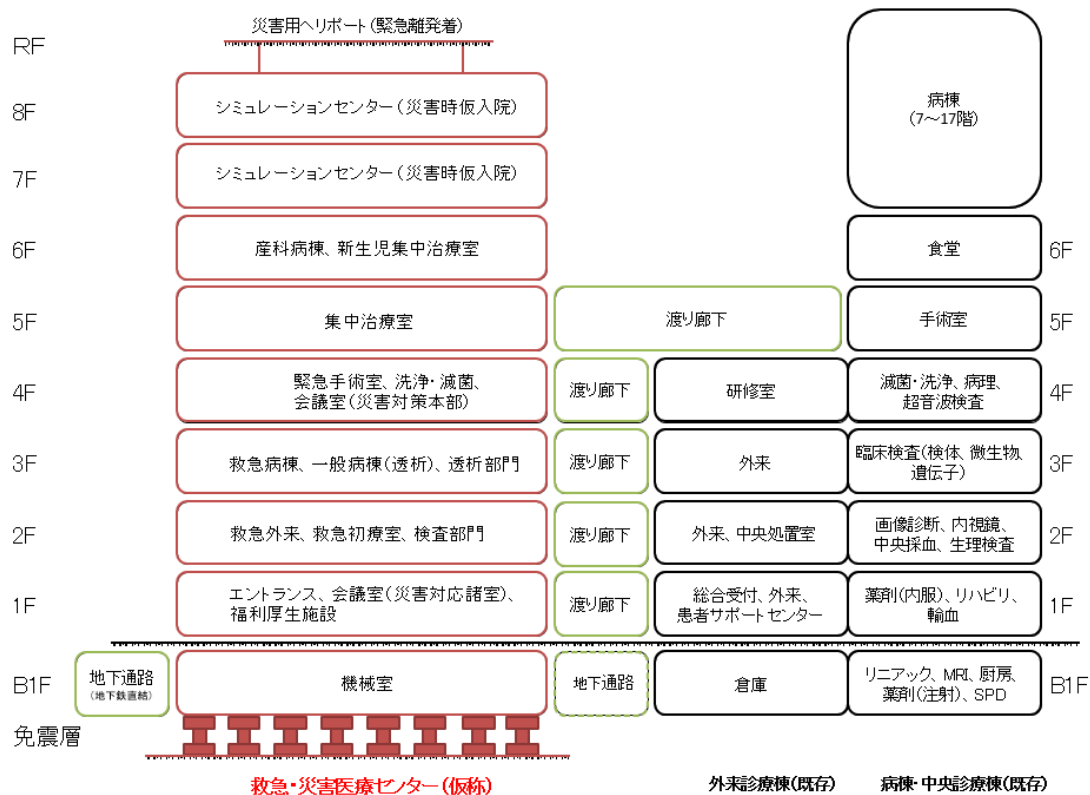 RF
災害用ヘリポート（緊急離発着）
病棟
(7～17階)
8F
シミュレーションセンター（災害時仮入院）
7F
シミュレーションセンター（災害時仮入院）
6F
産科病棟、新生児集中治療室
食堂
6F
5F
集中治療室
渡り廊下
手術室
5F
4F
緊急手術室、洗浄・滅菌、
会議室(災害対策本部)
渡り廊下
研修室
滅菌・洗浄、病理、
超音波検査
4F
3F
救急病棟、一般病棟(透析)、透析部門
渡り廊下
外来
臨床検査(検体、微生物、
遺伝子)
3F
2F
救急外来、救急初療室、検査部門
渡り廊下
外来、中央処置室
画像診断、内視鏡、
中央採血、生理検査
2F
1F
エントランス、会議室(災害対応諸室)、
福利厚生施設
渡り廊下
総合受付、外来、
患者サポートセンター
薬剤(内服)、リハビリ、
輸血
1F
B1F
地下通路
(地下鉄直結)
機械室
地下通路
倉庫
リニアック、MRI、厨房、
薬剤(注射)、SPD
B1F
免震層
救急・災害医療センター(仮称)
外来診療棟(既存)
病棟・中央診療棟(既存)